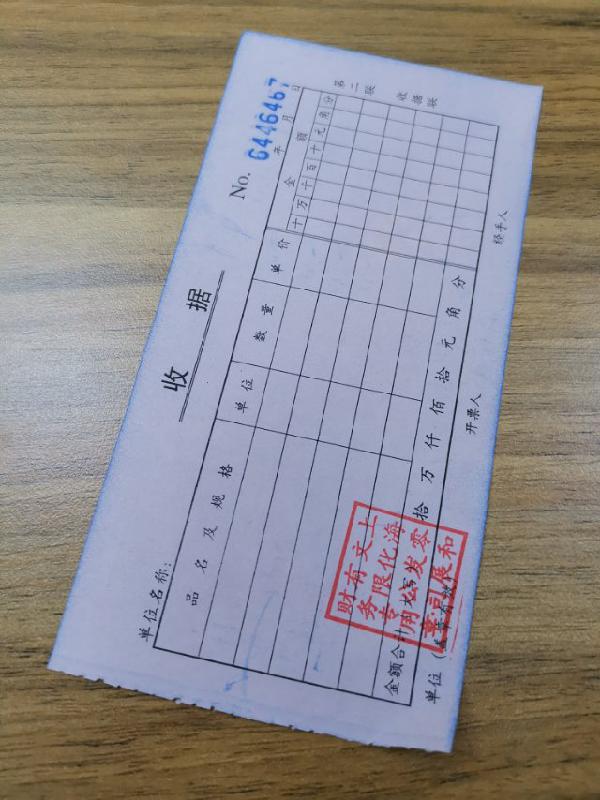 收 据
No. 6446467
单位名称: 年 月 日
品名及规格 单位 数量 单价 金额
十万千百十元角分
金额合计(大写) 拾 万 仟 佰 拾 元 角 分
单位(盖章有效) 开票人 经手人
第二联 收据联
上海零和
文化发展
有限公司
财务专用章